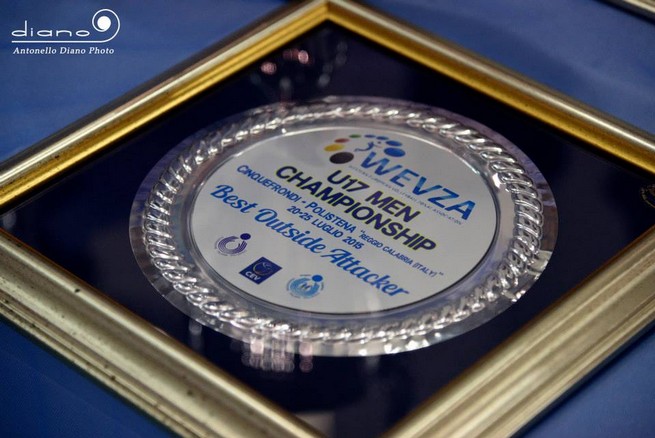 diano
Antonello Diano Photo
WEVZA
U17 MEN
CHAMPIONSHIP
CINQUEFRONDI - POLISTENA "REGGIO CALABRIA (ITALY)"
20-25 LUGLIO 2015
Best Outside Attacker
CEV